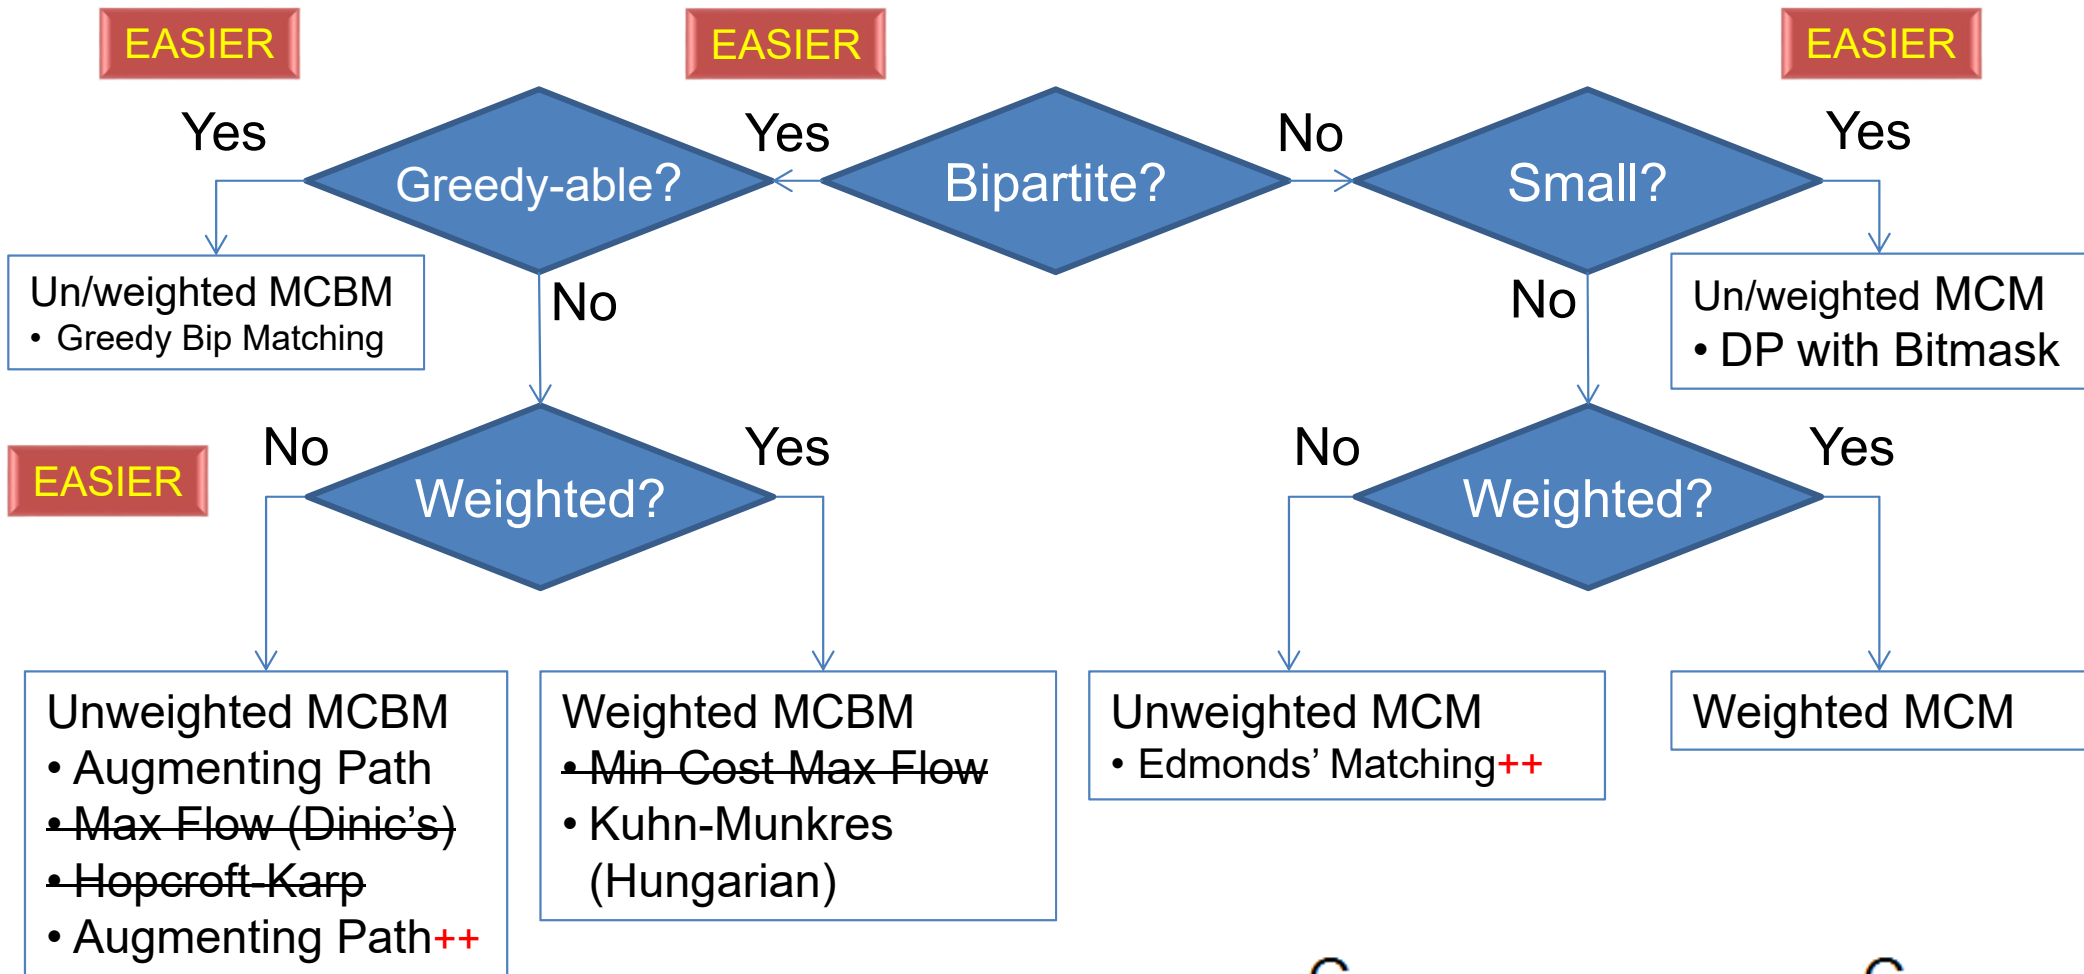 EASIER
EASIER
EASIER
Yes
Yes
No
Yes
Greedy-able?
Bipartite?
Small?
Un/weighted MCBM
• Greedy Bip Matching
No
No
Un/weighted MCM
• DP with Bitmask
EASIER
No
Yes
No
Yes
Weighted?
Weighted?
Unweighted MCBM
• Augmenting Path
• Max Flow (Dinic's)
• Hopcroft-Karp
• Augmenting Path++
Weighted MCBM
• Min Cost Max Flow
• Kuhn-Munkres
(Hungarian)
Unweighted MCM
• Edmonds’ Matching++
Weighted MCM